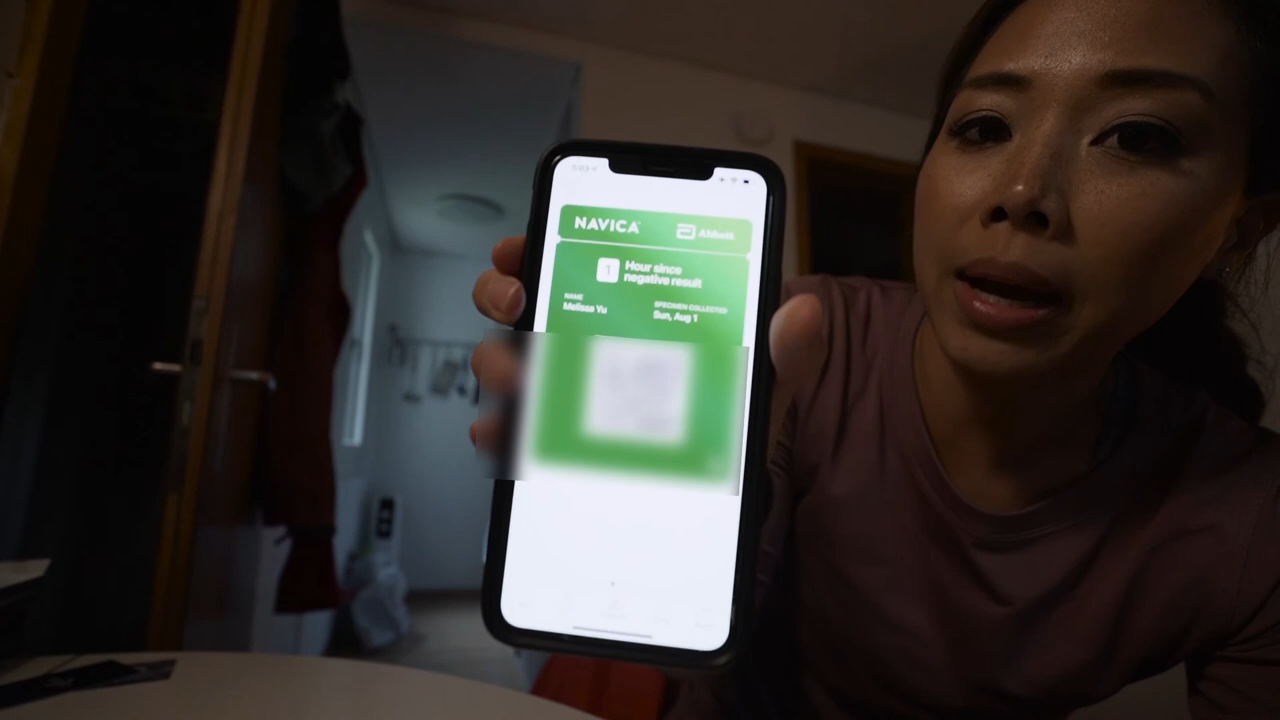 NAVICA
Abbott
1
Hour since
negative result
NAME
Melissa Yu
SPECIMEN COLLECTED
Sun, Aug 1